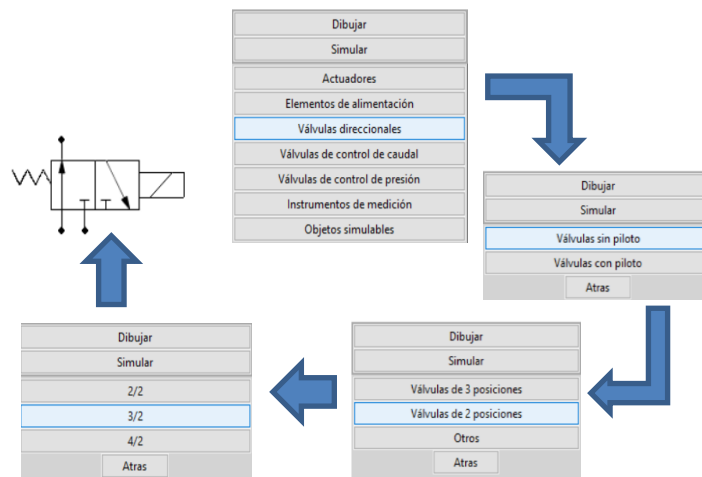 Dibujar
Simular
Actuadores
Elementos de alimentación
Válvulas direccionales
Válvulas de control de caudal
Válvulas de control de presión
Instrumentos de medición
Objetos simulables
Dibujar
Simular
Válvulas sin piloto
Válvulas con piloto
Atras
Dibujar
Simular
Válvulas de 3 posiciones
Válvulas de 2 posiciones
Otros
Atras
Dibujar
Simular
2/2
3/2
4/2
Atras